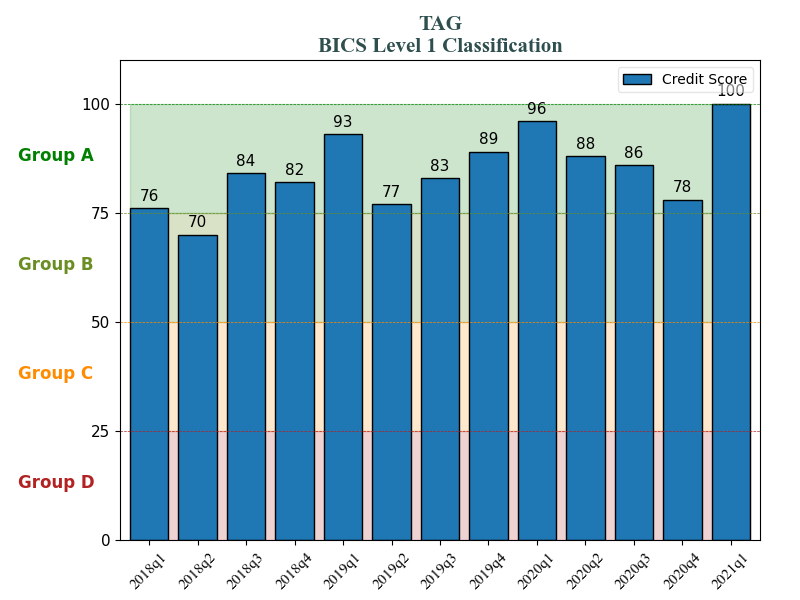 TAG
BICS Level 1 Classification
Credit Score
100
100
96
93
Group A
89
88
86
84
83
82
78
77
76
75
70
Group B
50
Group C
25
Group D
0
2018q1
2018q2
2018q3
2018q4
2019q1
2019q2
2019q3
2019q4
2020q1
2020q2
2020q3
2020q4
2021q1